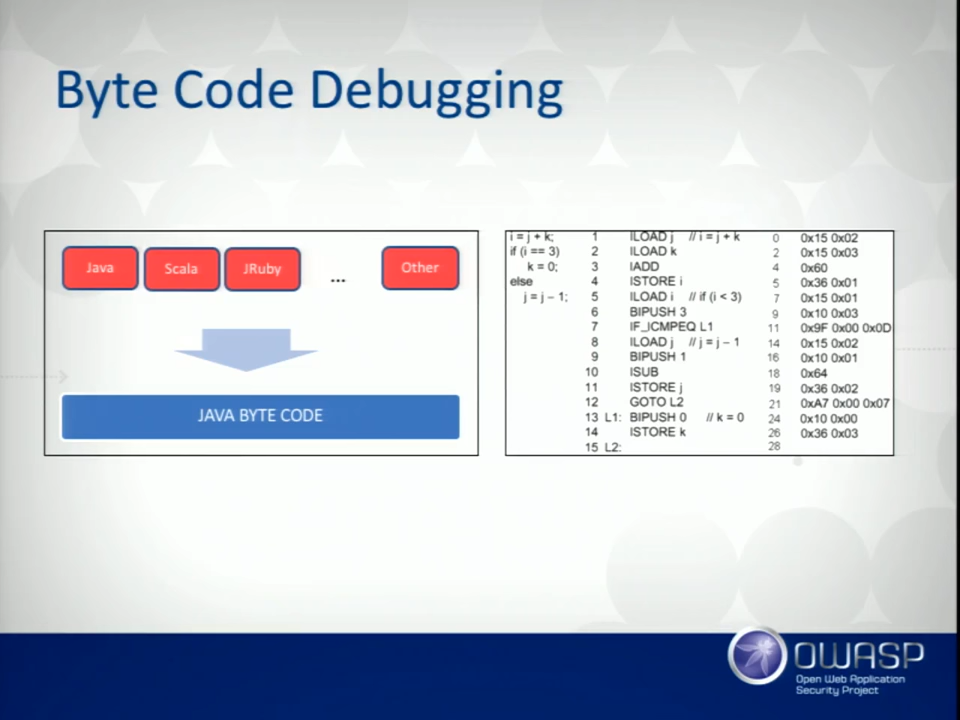 Byte Code Debugging
Java Scala JRuby ... Other
JAVA BYTE CODE
i = j + k; 1 ILOAD j // i = j + k 0 0x15 0x02
if (i == 3) 2 ILOAD k 2 0x15 0x03
k = 0; 3 IADD 4 0x60
else 4 ISTORE i 5 0x36 0x01
j = j – 1; 5 ILOAD i // if (i < 3) 7 0x15 0x01
6 BIPUSH 3 9 0x10 0x03
7 IF_ICMPEQ L1 11 0x9F 0x00 0x0D
8 ILOAD j // j = j – 1 14 0x15 0x02
9 BIPUSH 1 16 0x10 0x01
10 ISUB 18 0x64
11 ISTORE j 19 0x36 0x02
12 GOTO L2 21 0xA7 0x00 0x07
13 L1: BIPUSH 0 // k = 0 24 0x10 0x00
14 ISTORE k 26 0x36 0x03
15 L2: 28
OWASP
Open Web Application
Security Project